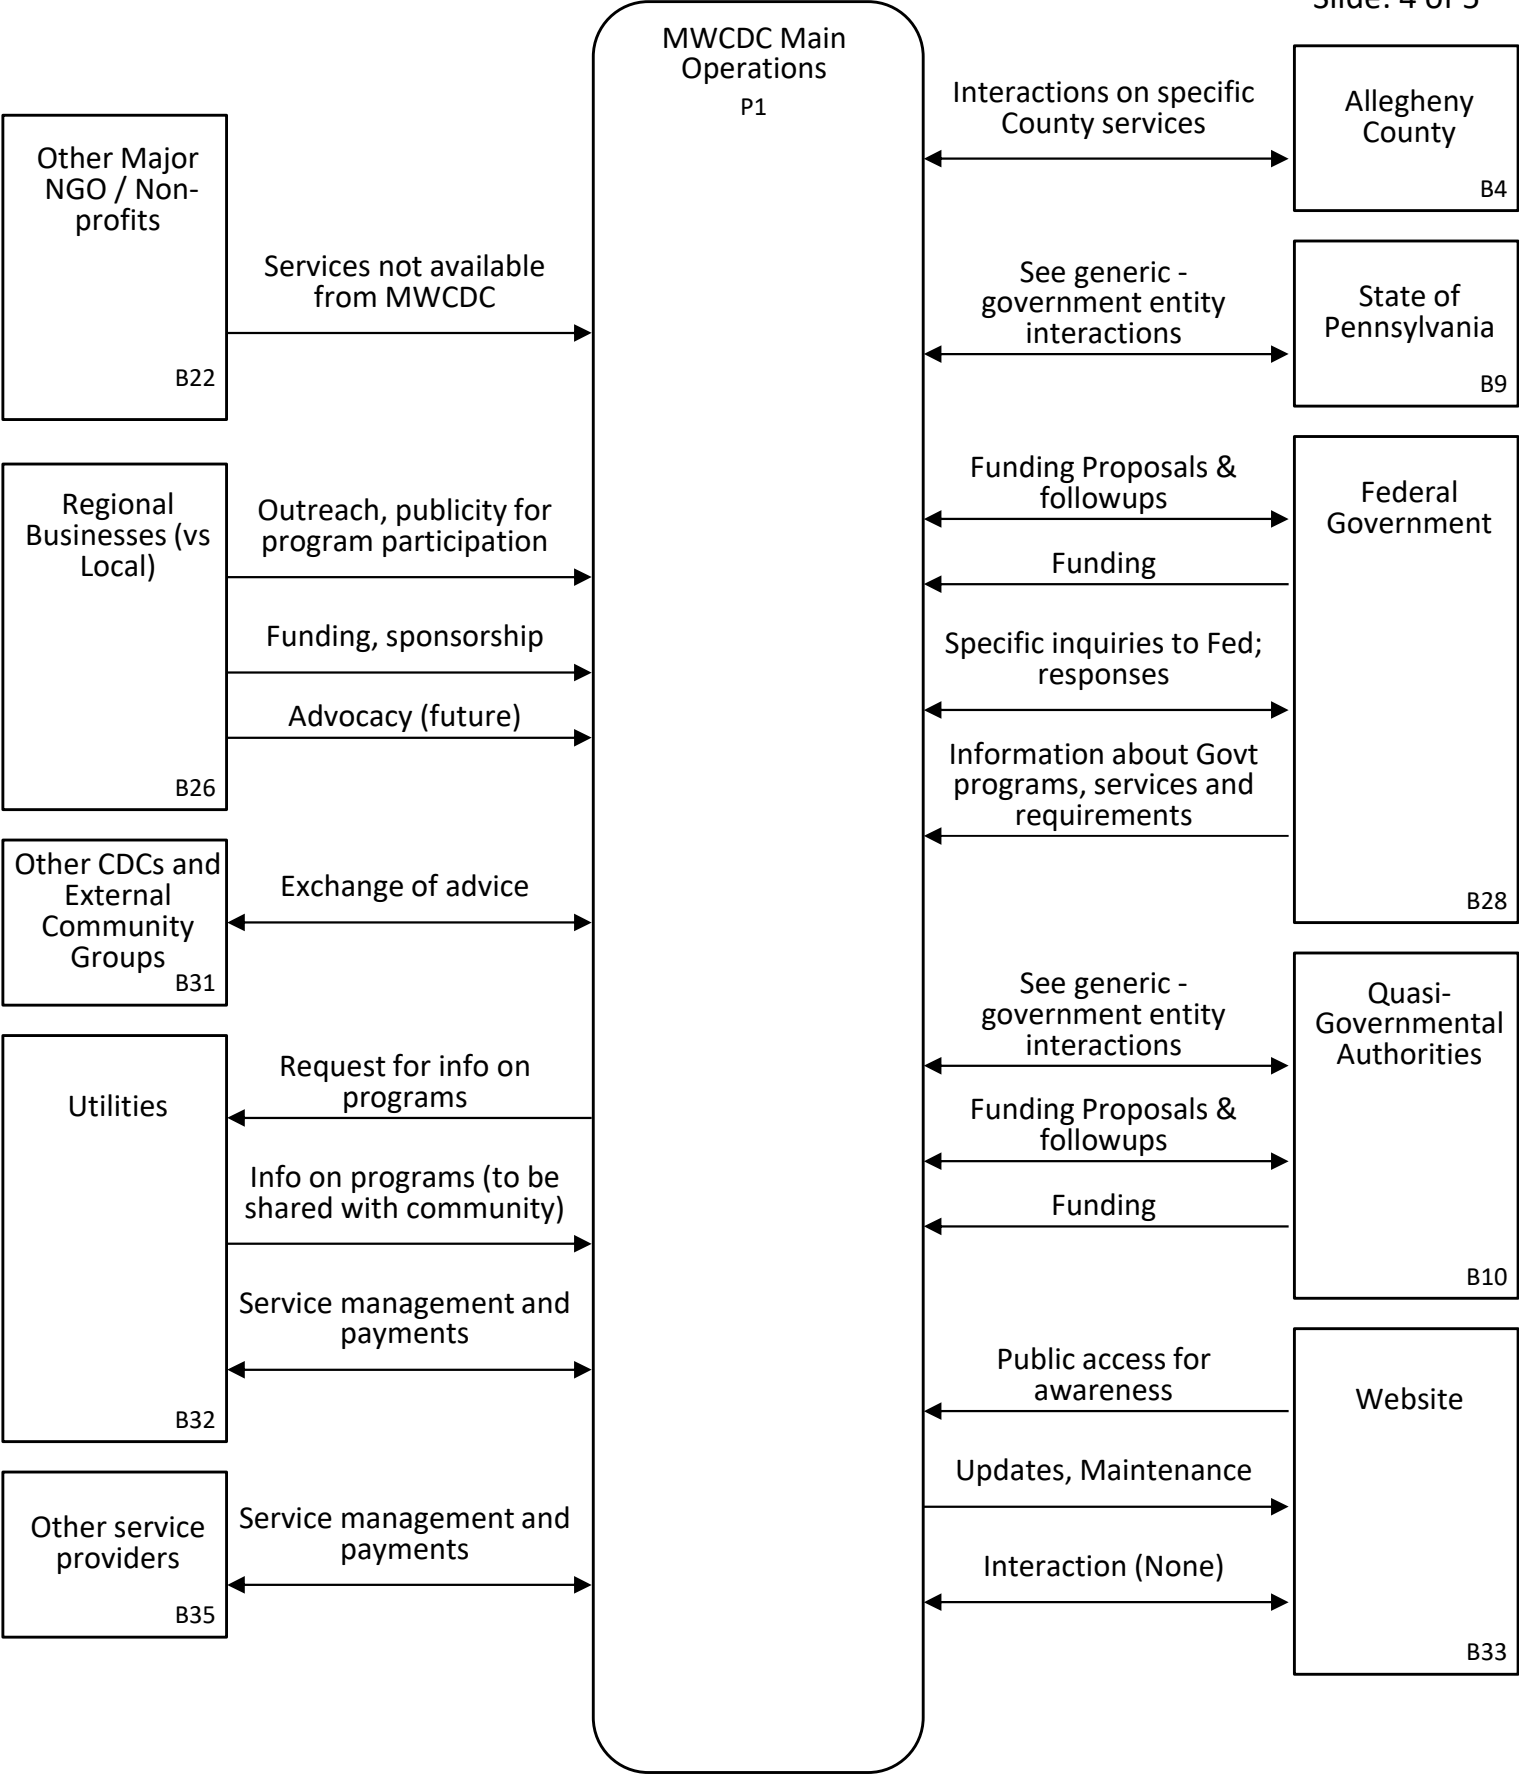 Slide: 4 of 5
MWCDC Main
Operations
P1
Other Major
NGO / Non-
profits
B22
Services not available
from MWCDC
Regional
Businesses (vs
Local)
B26
Outreach, publicity for
program participation
Funding, sponsorship
Advocacy (future)
Other CDCs and
External
Community
Groups
B31
Exchange of advice
Utilities
B32
Request for info on
programs
Info on programs (to be
shared with community)
Service management and
payments
Other service
providers
B35
Service management and
payments
Interactions on specific
County services
Allegheny
County
B4
See generic -
government entity
interactions
State of
Pennsylvania
B9
Funding Proposals &
followups
Funding
Specific inquiries to Fed;
responses
Information about Govt
programs, services and
requirements
Federal
Government
B28
See generic -
government entity
interactions
Funding Proposals &
followups
Funding
Quasi-
Governmental
Authorities
B10
Public access for
awareness
Updates, Maintenance
Interaction (None)
Website
B33